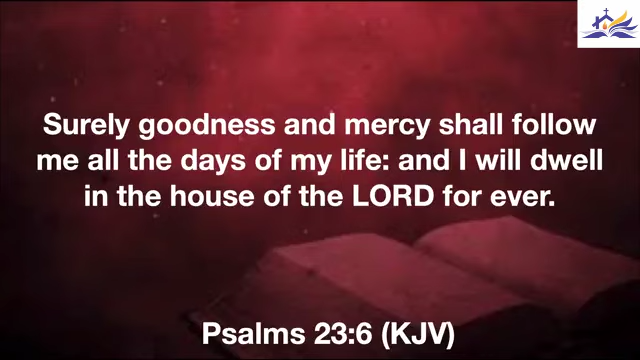 Surely goodness and mercy shall follow
me all the days of my life: and I will dwell
in the house of the LORD for ever.
Psalms 23:6 (KJV)